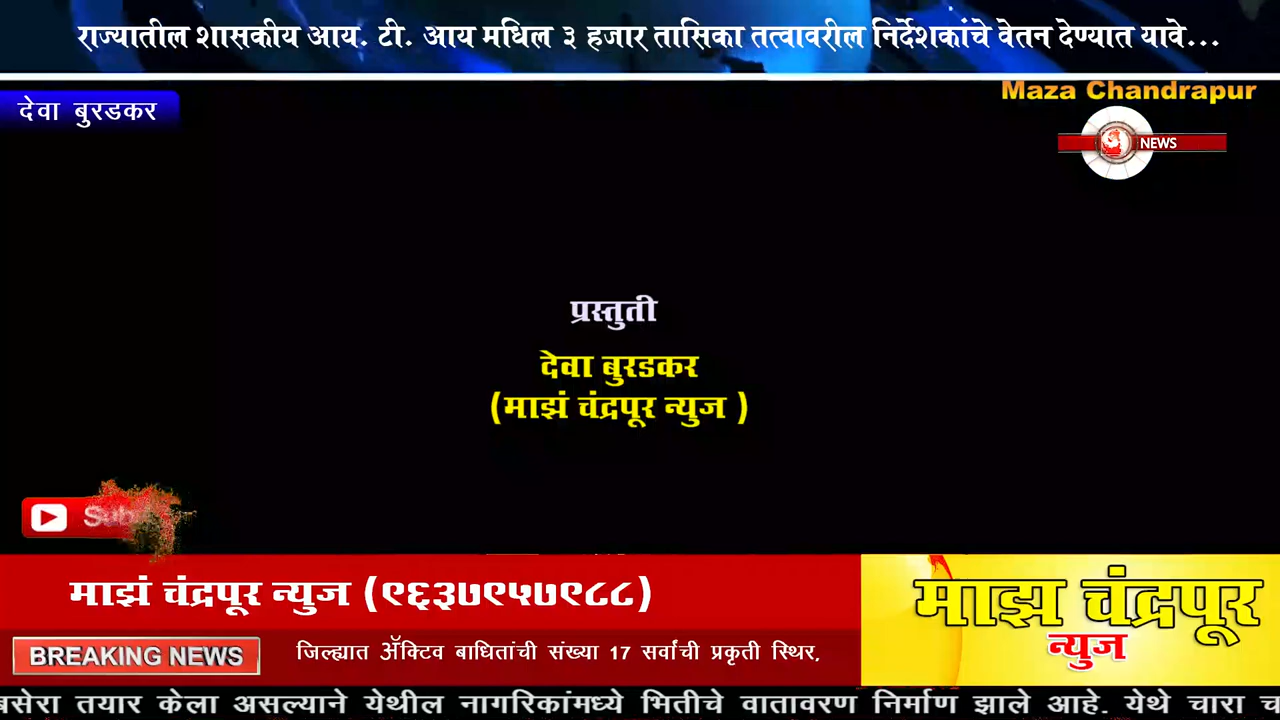 राज्यातील शासकीय आय. टी. आय मधिल ३ हजार तासिका तत्वावरील निर्देशकांचे वेतन देण्यात यावे...
Maza Chandrapur
देवा बुरडकर
NEWS
प्रस्तुती
देवा बुरडकर
(माझं चंद्रपूर न्युज )
माझं चंद्रपूर न्युज (९६३७९५७९८८)
माझ चंद्रपूर
न्युज
BREAKING NEWS
जिल्ह्यात ॲक्टिव बाधितांची संख्या 17 सर्वांची प्रकृती स्थिर,
तयार केला असल्याने येथील नागरिकांमध्ये भितीचे वातावरण निर्माण झाले आहे. येथे चारा